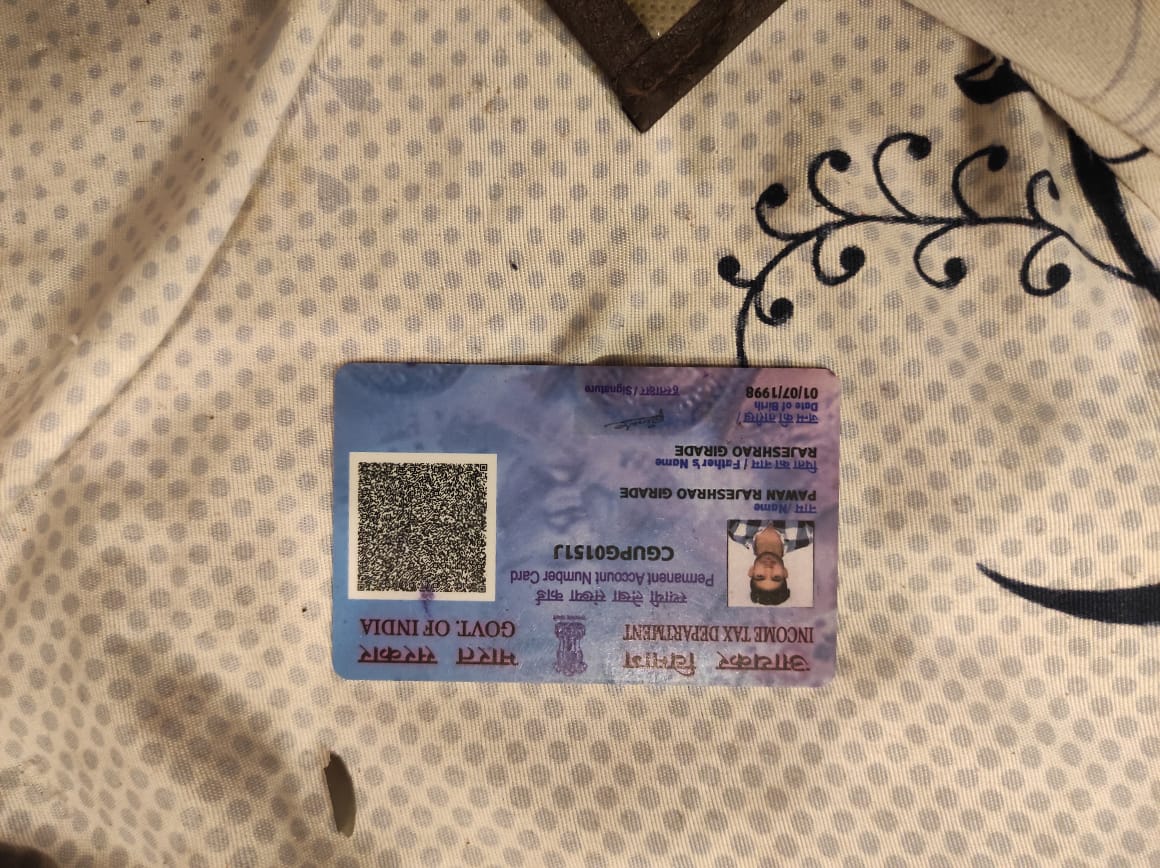 आयकर विभाग
INCOME TAX DEPARTMENT
भारत सरकार
GOVT. OF INDIA
स्थायी लेखा संख्या कार्ड
Permanent Account Number Card
CGUPG0151J
नाम / Name
PAWAN RAJESHRAO GIRADE
पिता का नाम / Father's Name
RAJESHRAO GIRADE
जन्म की तारीख /
Date of Birth
01/07/1998
हस्ताक्षर / Signature